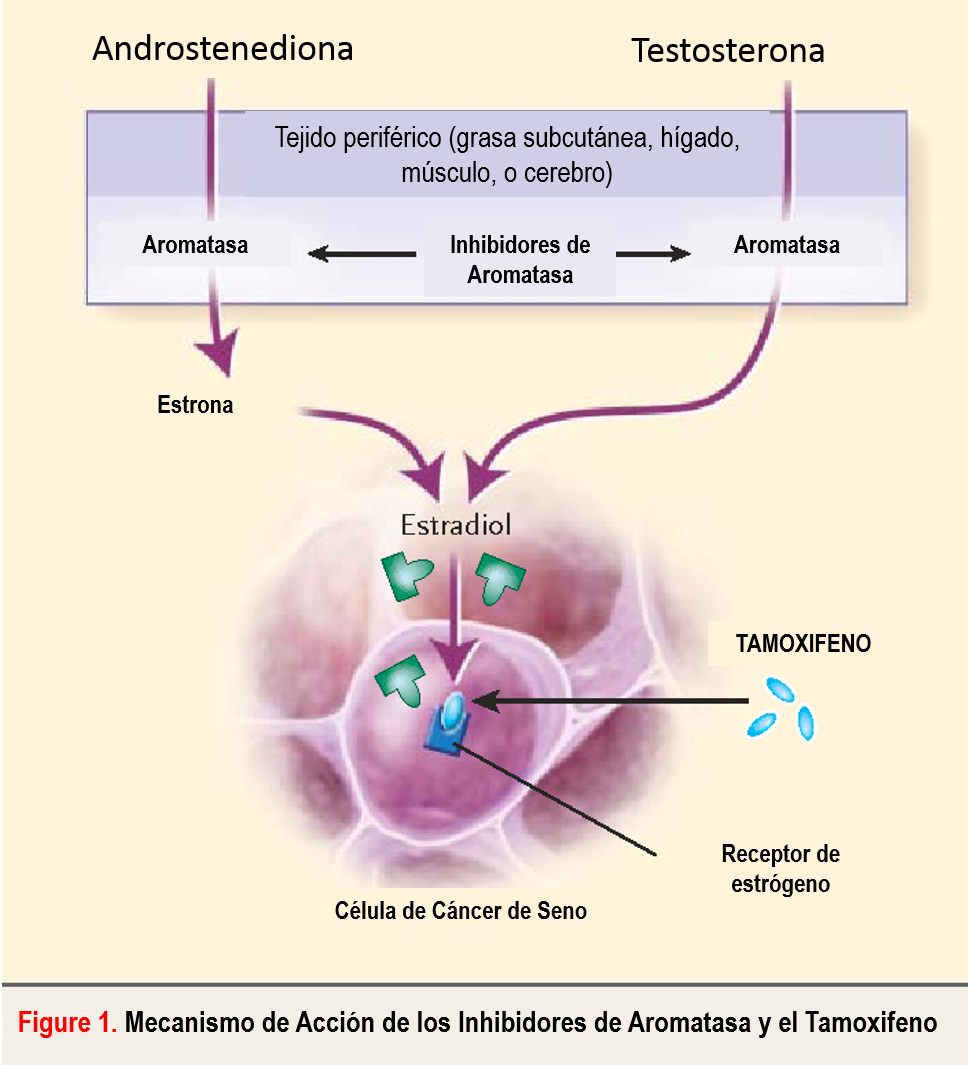 Androstenediona
Testosterona
Tejido periférico (grasa subcutánea, hígado,
músculo, o cerebro)
Aromatasa
Inhibidores de
Aromatasa
Aromatasa
Estrona
Estradiol
TAMOXIFENO
Receptor de
estrógeno
Célula de Cáncer de Seno
Figure 1. Mecanismo de Acción de los Inhibidores de Aromatasa y el Tamoxifeno